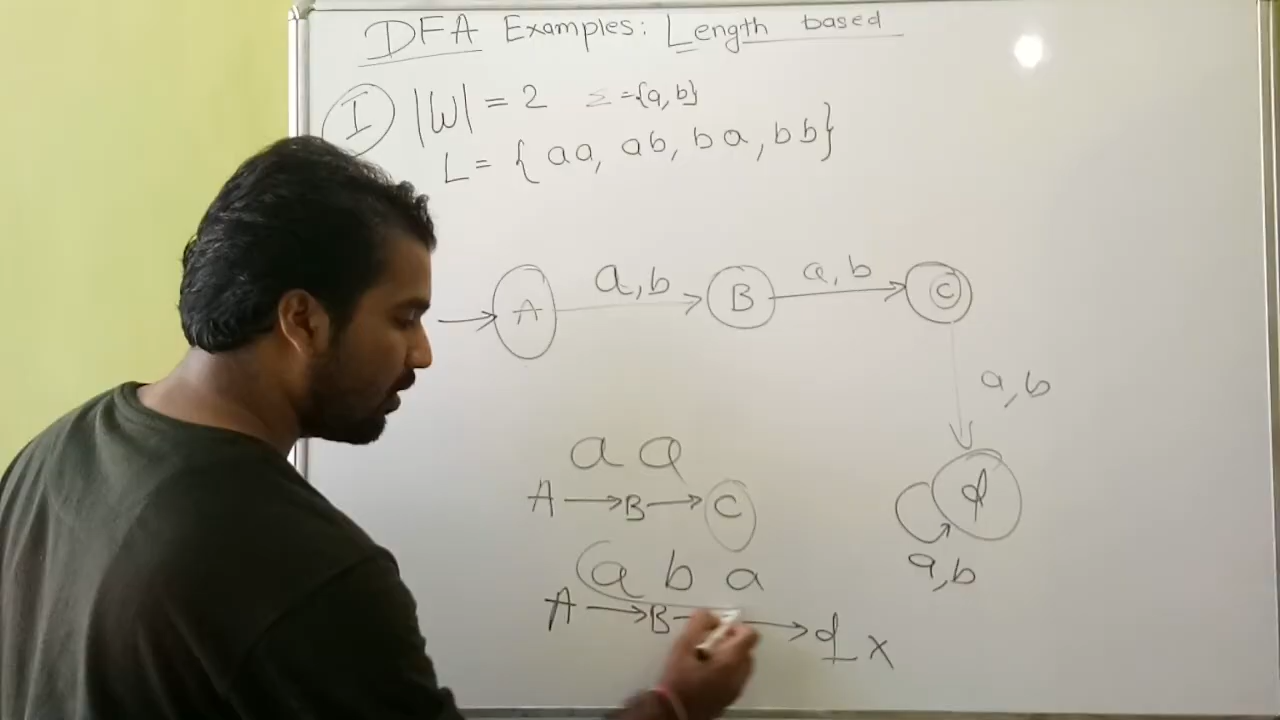 DFA Examples: Length based
I |W| = 2 Σ = {a, b}
L = { aa, ab, ba, bb}
A a,b B a,b C
a,b
a a
A → B → C
d
a b a
a,b
A → B → d x